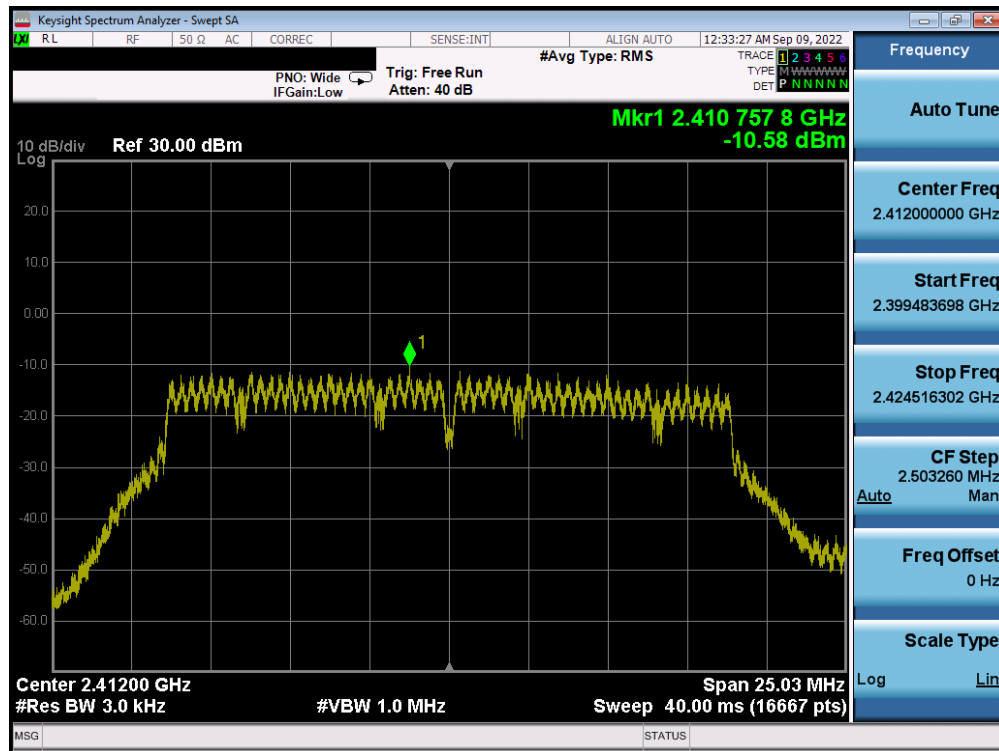 Keysight Spectrum Analyzer - Swept SA
LXI RL RF 50 Ω AC CORREC SENSE:INT ALIGN AUTO 12:33:27 AM Sep 09, 2022
#Avg Type: RMS TRACE 1 2 3 4 5 6
PNO: Wide Trig: Free Run TYPE M WWWWW
IFGain:Low Atten: 40 dB DET P N N N N N
Mkr1 2.410 757 8 GHz
-10.58 dBm
10 dB/div Ref 30.00 dBm
Log
20.0
10.0
0.00
1
-10.0
-20.0
-30.0
-40.0
-50.0
-60.0
Center 2.41200 GHz Span 25.03 MHz
#Res BW 3.0 kHz #VBW 1.0 MHz Sweep 40.00 ms (16667 pts)
MSG STATUS
Frequency
Auto Tune
Center Freq
2.412000000 GHz
Start Freq
2.399483698 GHz
Stop Freq
2.424516302 GHz
CF Step
2.503260 MHz
Auto Man
Freq Offset
0 Hz
Scale Type
Log Lin